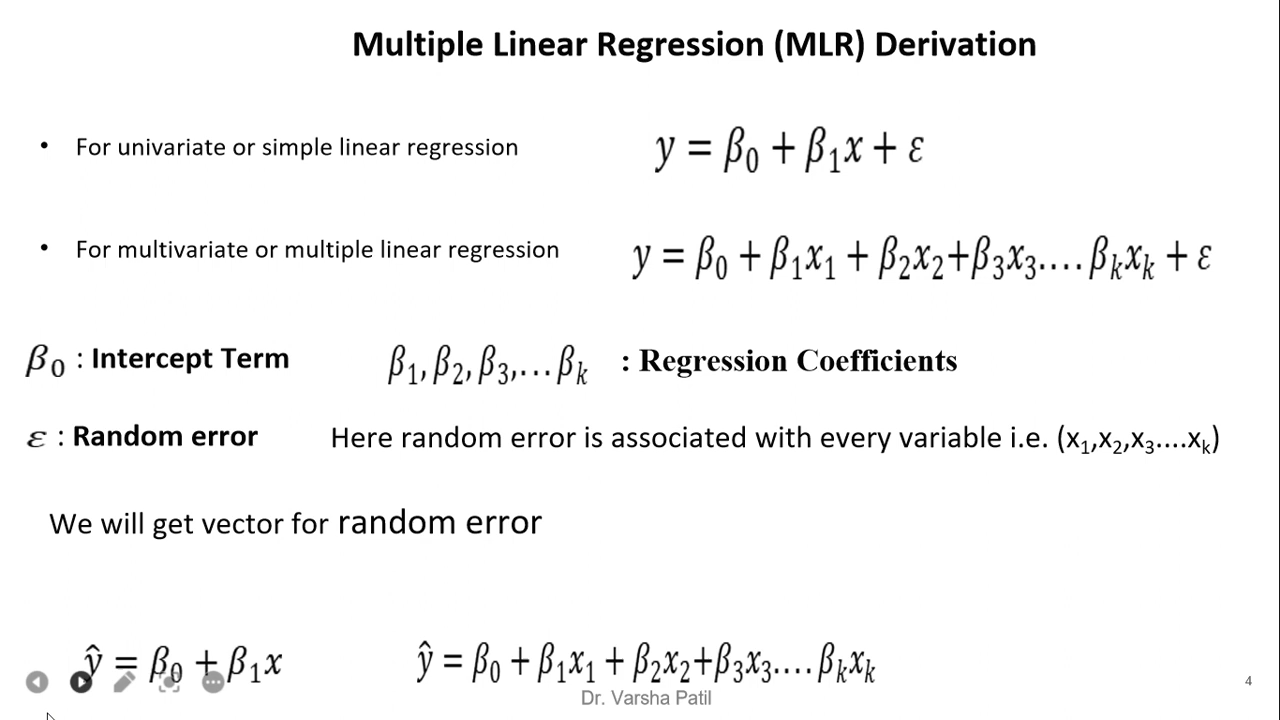 Multiple Linear Regression (MLR) Derivation
• For univariate or simple linear regression y = β₀ + β₁x + ε
• For multivariate or multiple linear regression y = β₀ + β₁x₁ + β₂x₂+β₃x₃.... βₖxₖ + ε
β₀ : Intercept Term β₁, β₂, β₃,...βₖ : Regression Coefficients
ε : Random error Here random error is associated with every variable i.e. (x₁,x₂,x₃....xₖ)
We will get vector for random error
ŷ = β₀ + β₁x ŷ = β₀ + β₁x₁ + β₂x₂+β₃x₃.... βₖxₖ
Dr. Varsha Patil
4